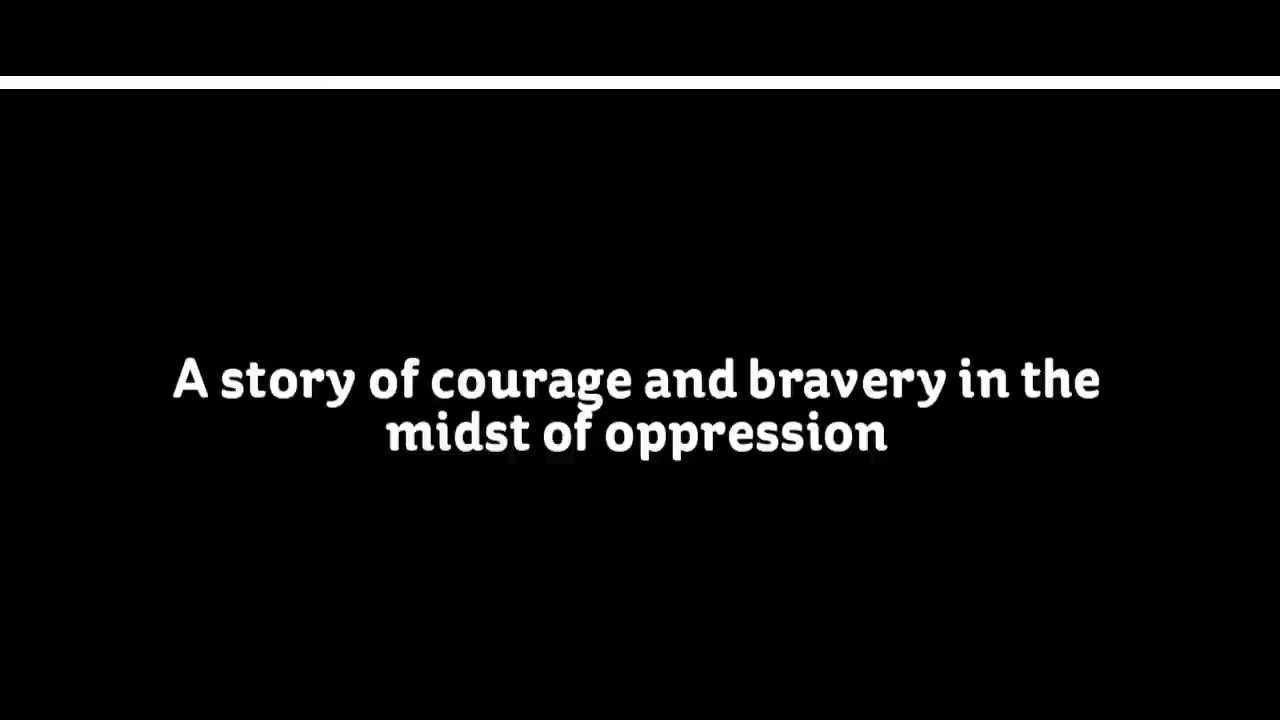 A story of courage and bravery in the
midst of oppression